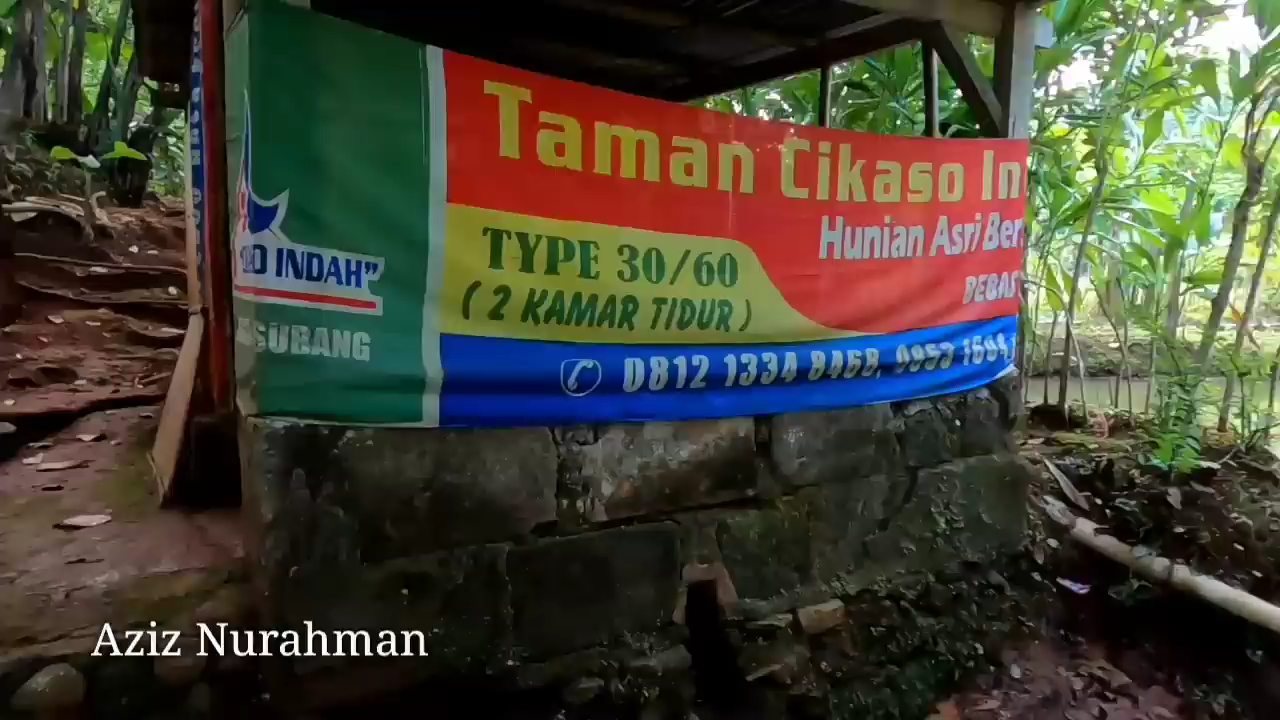 INDAH"
SUBANG
Taman Cikaso In
Hunian Asri Ber
BEBAS
TYPE 30/60
( 2 KAMAR TIDUR )
0812 1334 8468,
Aziz Nurahman